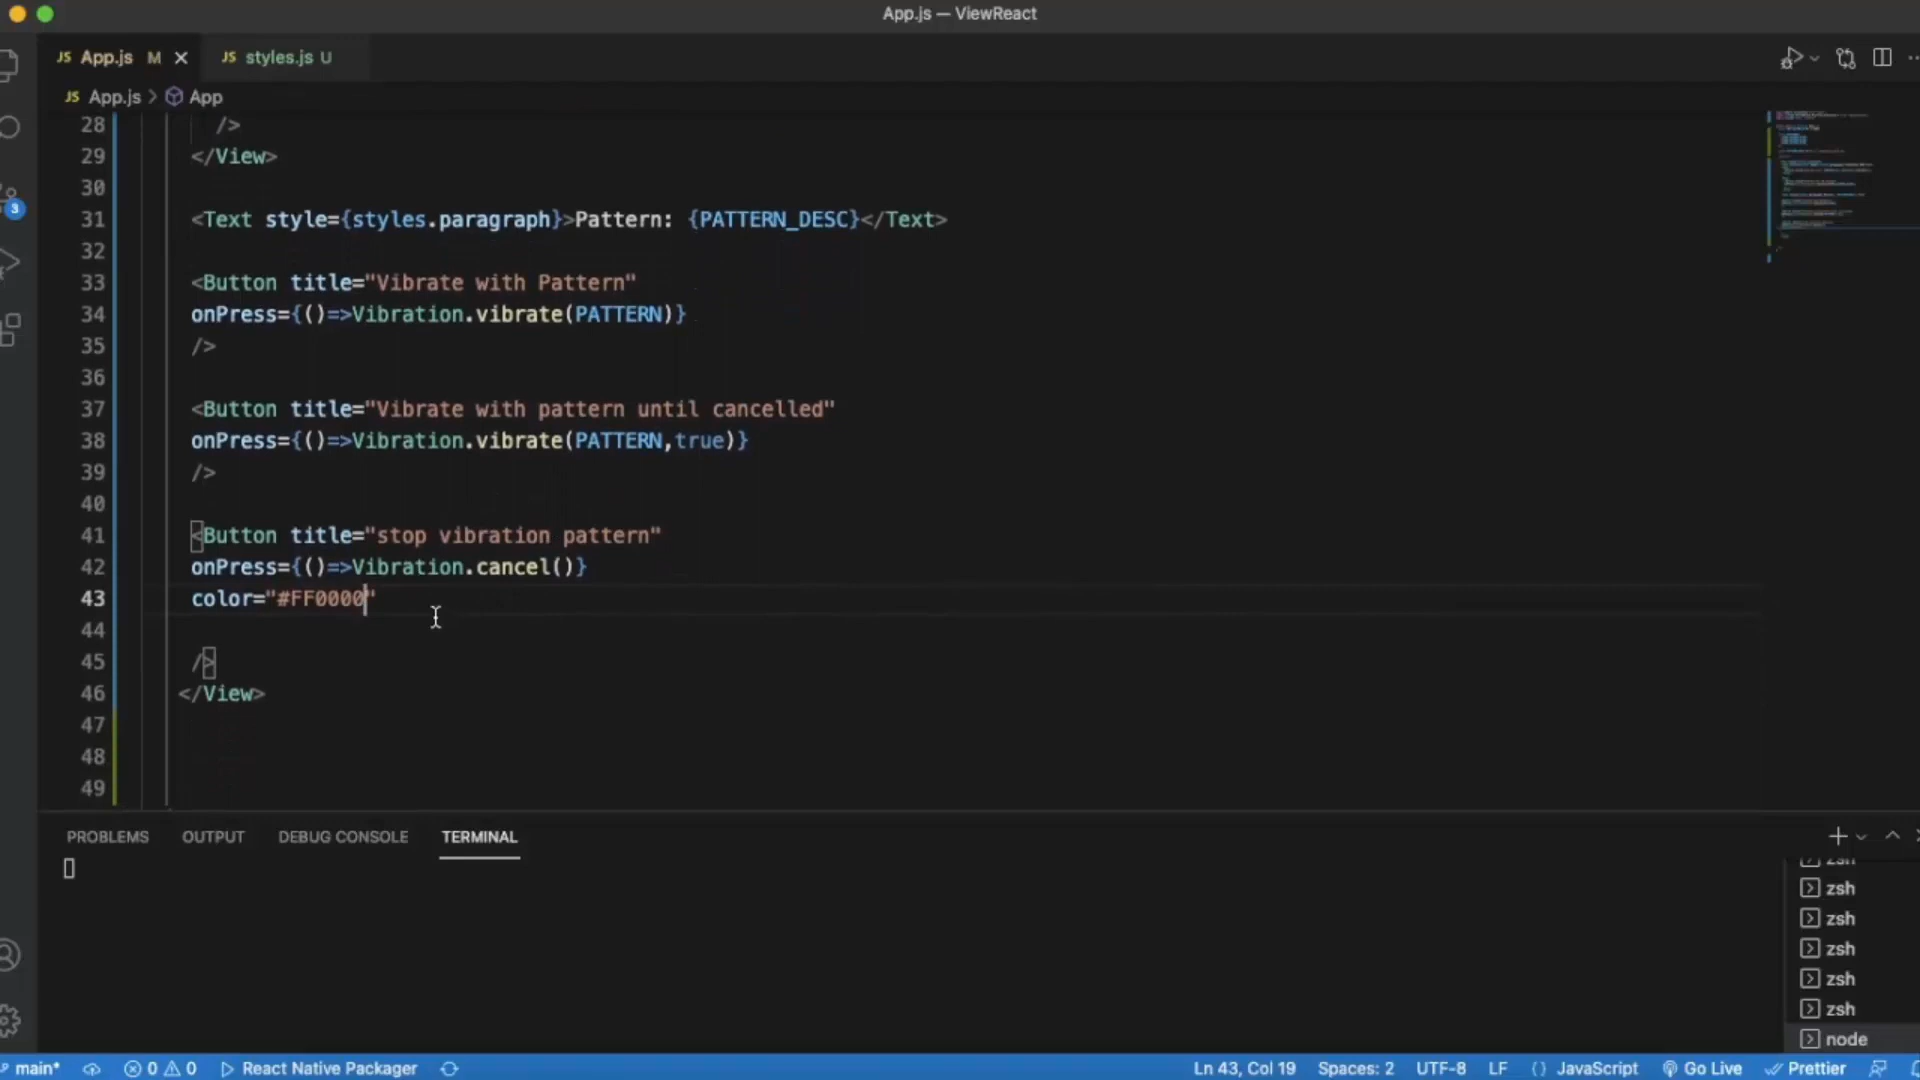 App.js — ViewReact
JS App.js M
JS styles.js U
JS App.js > App
28 />
29 </View>
30
31 <Text style={styles.paragraph}>Pattern: {PATTERN_DESC}</Text>
32
33 <Button title="Vibrate with Pattern"
34 onPress={()=>Vibration.vibrate(PATTERN)}
35 />
36
37 <Button title="Vibrate with pattern until cancelled"
38 onPress={()=>Vibration.vibrate(PATTERN,true)}
39 />
40
41 <Button title="stop vibration pattern"
42 onPress={()=>Vibration.cancel()}
43 color="#FF0000"
44
45 />
46 </View>
47
48
49
3
PROBLEMS OUTPUT DEBUG CONSOLE TERMINAL
zsh
zsh
zsh
zsh
zsh
zsh
node
main* 0 0 React Native Packager Ln 43, Col 19 Spaces: 2 UTF-8 LF {} JavaScript Go Live Prettier